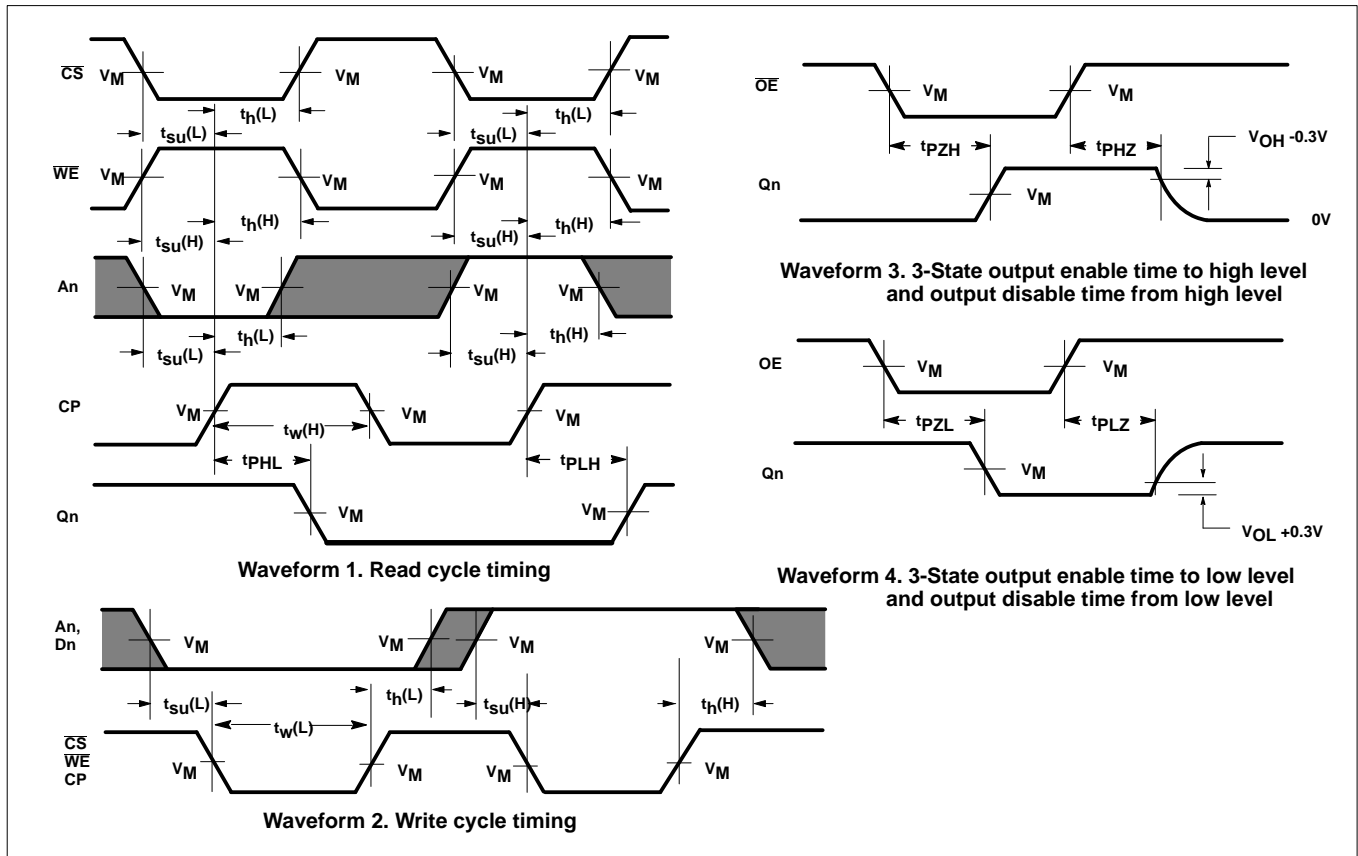 CS
VM VM VM VM
th(L) th(L)
tsu(L) tsu(L)
WE
VM VM VM VM
th(H) th(H)
tsu(H) tsu(H)
An
VM VM VM VM
th(L) th(H)
tsu(L) tsu(H)
CP
VM VM VM
tw(H)
tPHL tPLH
Qn
VM VM
Waveform 1. Read cycle timing
An,
Dn
VM VM VM VM
tsu(L) th(L) tsu(H) th(H)
tw(L)
CS
WE
CP
VM VM VM VM
Waveform 2. Write cycle timing
OE
VM VM
tPZH tPHZ
VOH -0.3V
Qn
VM
0V
Waveform 3. 3-State output enable time to high level
and output disable time from high level
OE
VM VM
tPZL tPLZ
Qn
VM
VOL +0.3V
Waveform 4. 3-State output enable time to low level
and output disable time from low level